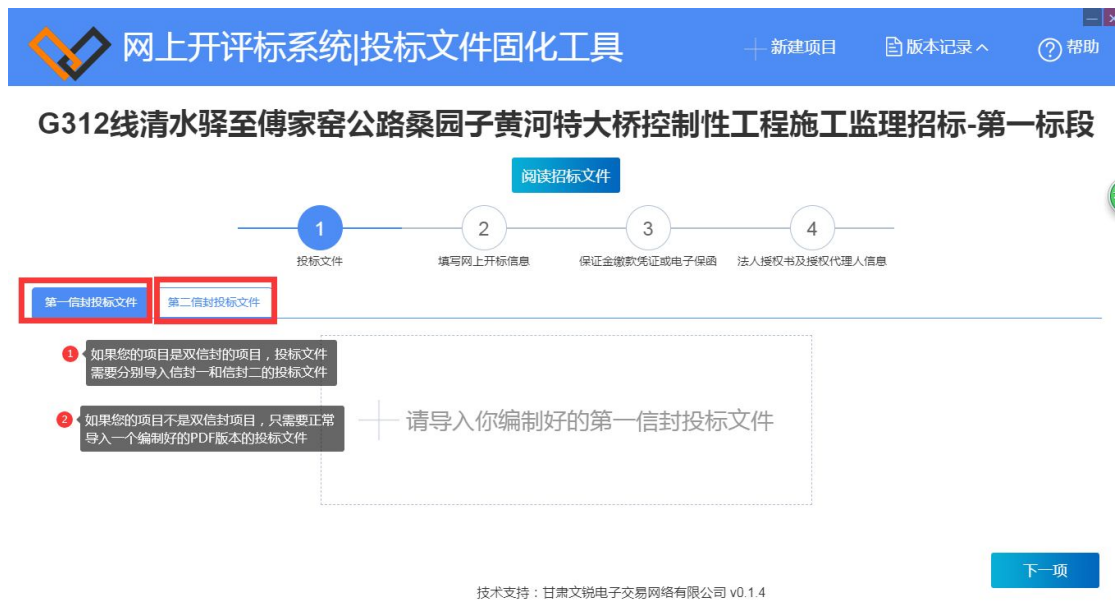 网上开评标系统|投标文件固化工具
新建项目
版本记录
帮助
G312线清水驿至傅家窑公路桑园子黄河特大桥控制性工程施工监理招标-第一标段
阅读招标文件
1
2
3
4
投标文件
填写网上开标信息
保证金缴款凭证或电子保函
法人授权书及授权代理人信息
第一信封投标文件
第二信封投标文件
1 如果您的项目是双信封的项目，投标文件
需要分别导入信封一和信封二的投标文件
2 如果您的项目不是双信封项目，只需要正常
导入一个编制好的PDF版本的投标文件
请导入你编制好的第一信封投标文件
下一项
技术支持：甘肃文锐电子交易网络有限公司 v0.1.4